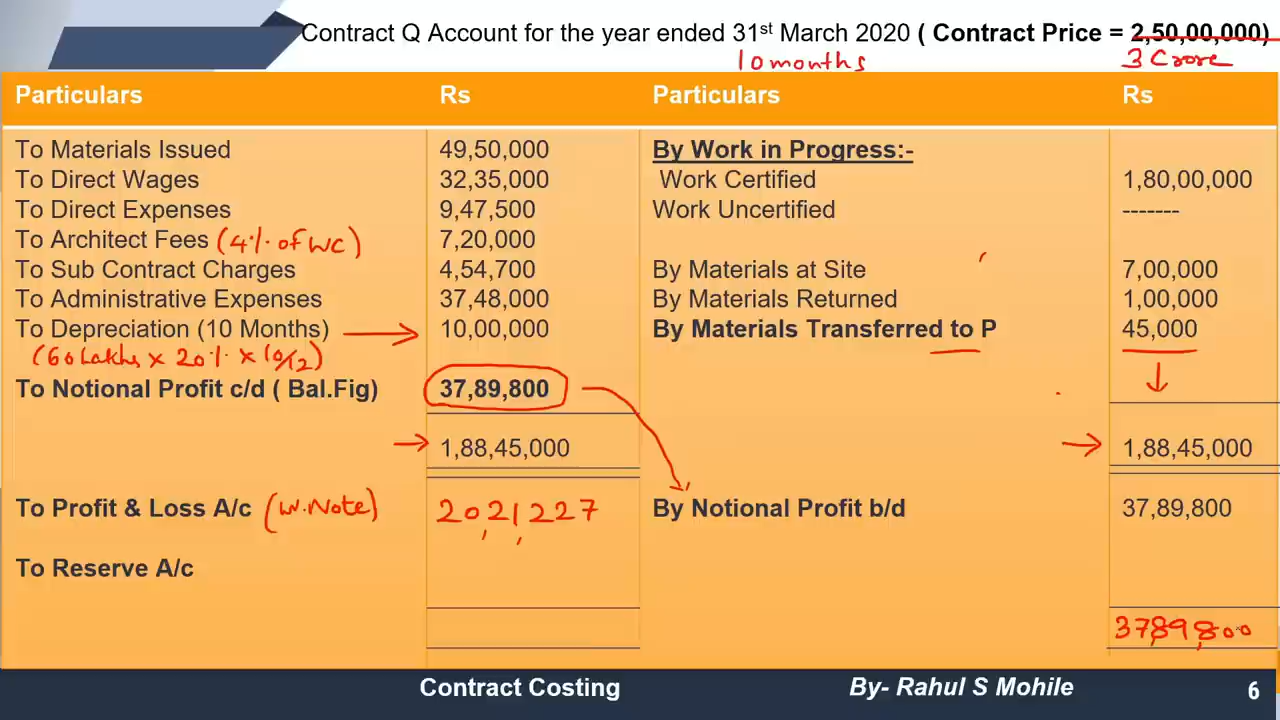 Contract Q Account for the year ended 31st March 2020 ( Contract Price = 2,50,00,000)
10 months 3 Crore
Particulars Rs Particulars Rs
To Materials Issued 49,50,000 By Work in Progress:-
To Direct Wages 32,35,000 Work Certified 1,80,00,000
To Direct Expenses 9,47,500 Work Uncertified -------
To Architect Fees (4% of WC) 7,20,000
To Sub Contract Charges 4,54,700 By Materials at Site 7,00,000
To Administrative Expenses 37,48,000 By Materials Returned 1,00,000
To Depreciation (10 Months) 10,00,000 By Materials Transferred to P 45,000
(60 Lakhs x 20% x 10/12)
To Notional Profit c/d ( Bal.Fig) 37,89,800
1,88,45,000 1,88,45,000
To Profit & Loss A/c (W.Note) 20,21,227 By Notional Profit b/d 37,89,800
To Reserve A/c
37,89,800
Contract Costing By- Rahul S Mohile 6